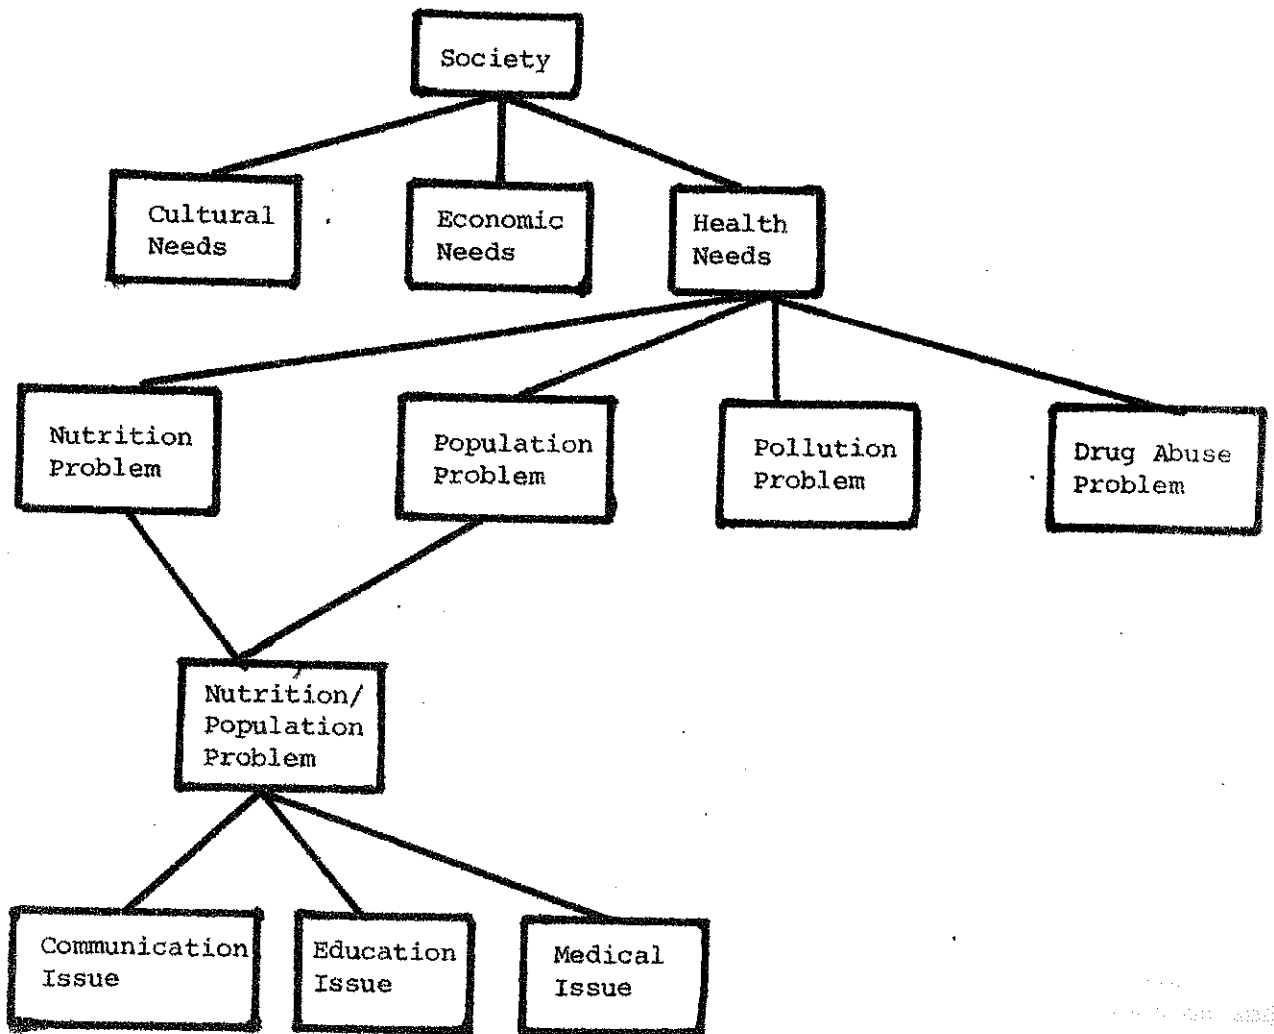 Society
Cultural
Needs
Economic
Needs
Health
Needs
Nutrition
Problem
Population
Problem
Pollution
Problem
Drug Abuse
Problem
Nutrition/
Population
Problem
Communication
Issue
Education
Issue
Medical
Issue